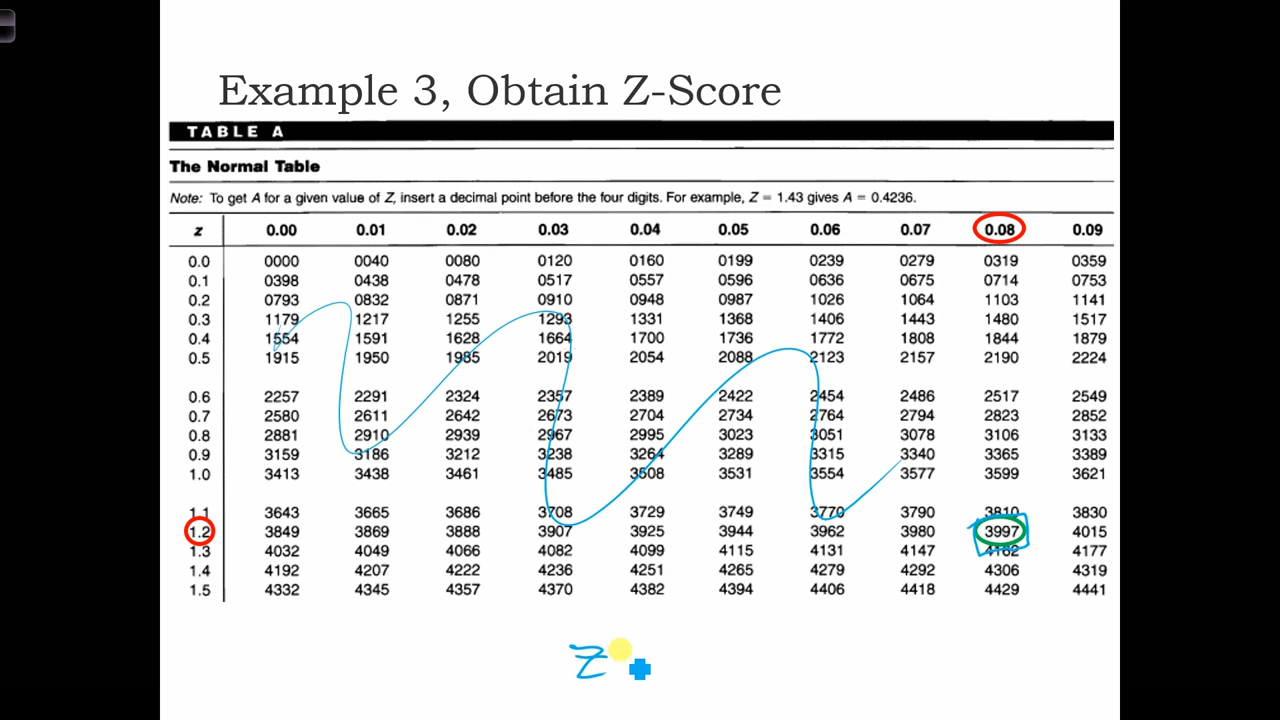 Example 3, Obtain Z-Score
TABLE A
The Normal Table
Note: To get A for a given value of Z, insert a decimal point before the four digits. For example, Z = 1.43 gives A = 0.4236.
z 0.00 0.01 0.02 0.03 0.04 0.05 0.06 0.07 0.08 0.09
0.0 0000 0040 0080 0120 0160 0199 0239 0279 0319 0359
0.1 0398 0438 0478 0517 0557 0596 0636 0675 0714 0753
0.2 0793 0832 0871 0910 0948 0987 1026 1064 1103 1141
0.3 1179 1217 1255 1293 1331 1368 1406 1443 1480 1517
0.4 1554 1591 1628 1664 1700 1736 1772 1808 1844 1879
0.5 1915 1950 1985 2019 2054 2088 2123 2157 2190 2224
0.6 2257 2291 2324 2357 2389 2422 2454 2486 2517 2549
0.7 2580 2611 2642 2673 2704 2734 2764 2794 2823 2852
0.8 2881 2910 2939 2967 2995 3023 3051 3078 3106 3133
0.9 3159 3186 3212 3238 3264 3289 3315 3340 3365 3389
1.0 3413 3438 3461 3485 3508 3531 3554 3577 3599 3621
1.1 3643 3665 3686 3708 3729 3749 3770 3790 3810 3830
1.2 3849 3869 3888 3907 3925 3944 3962 3980 3997 4015
1.3 4032 4049 4066 4082 4099 4115 4131 4147 4162 4177
1.4 4192 4207 4222 4236 4251 4265 4279 4292 4306 4319
1.5 4332 4345 4357 4370 4382 4394 4406 4418 4429 4441
Z